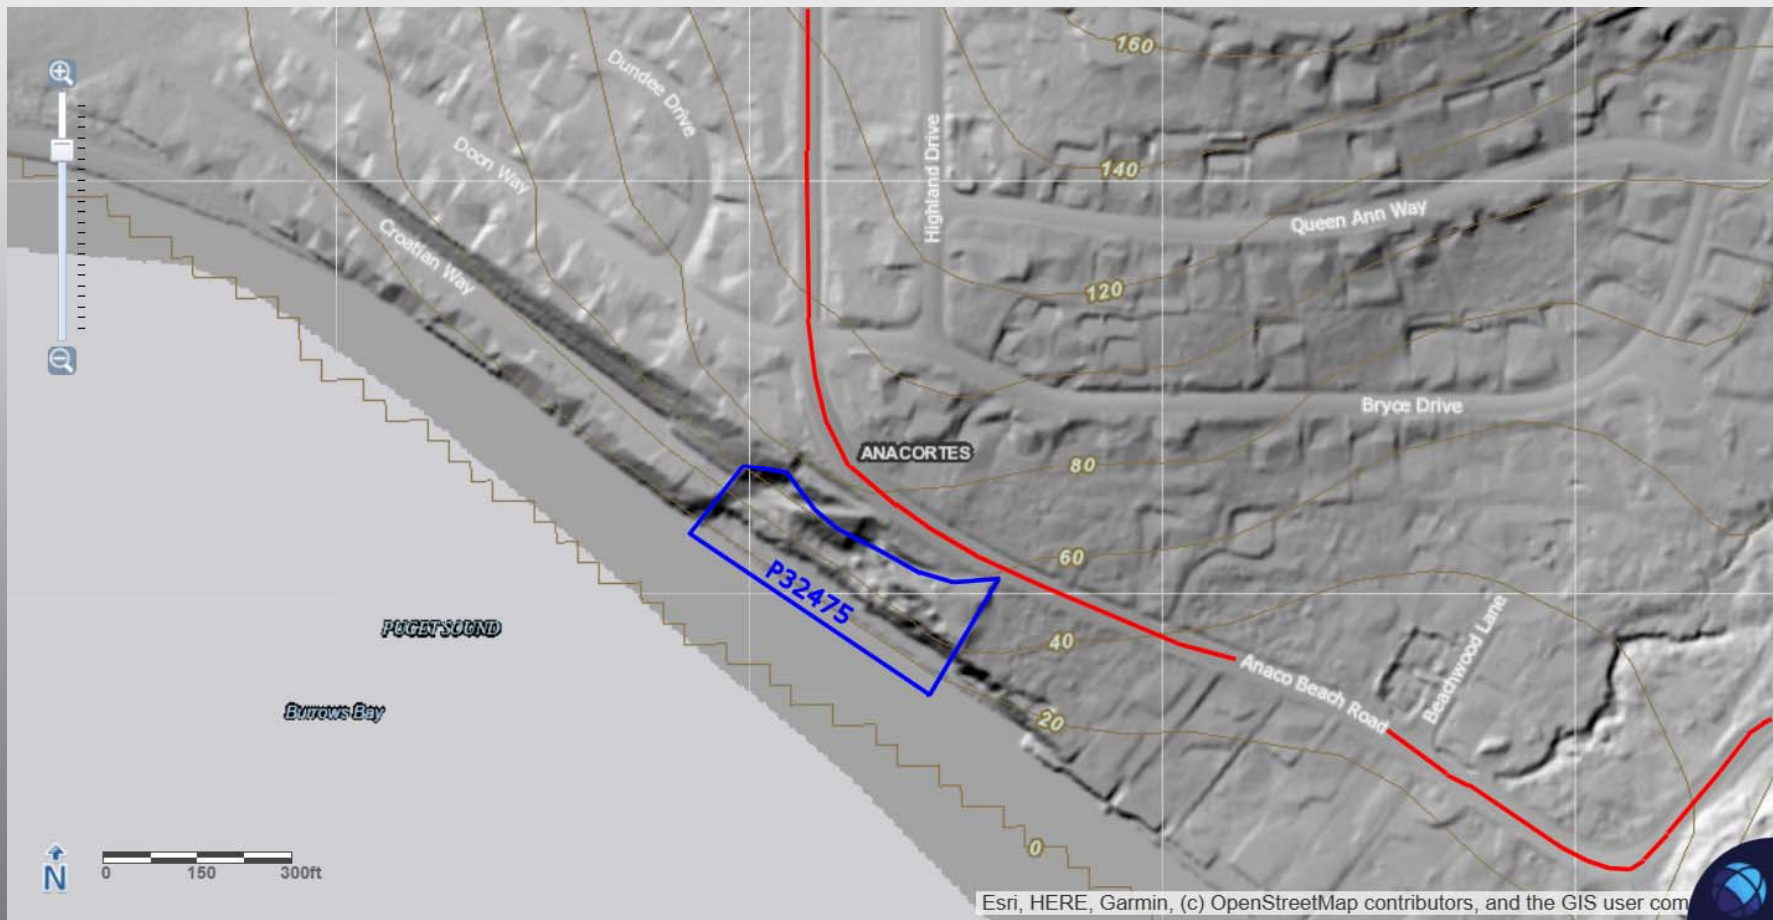 160
Dundee Drive
Highland Drive
Doon Way
140
Queen Ann Way
Croatian Way
120
Bryce Drive
ANACORTES
80
60
P32475
PUGET SOUND
40
Beachwood Lane
Anaco Beach Road
Burrows Bay
20
0
N
0 150 300ft
Esri, HERE, Garmin, (c) OpenStreetMap contributors, and the GIS user com